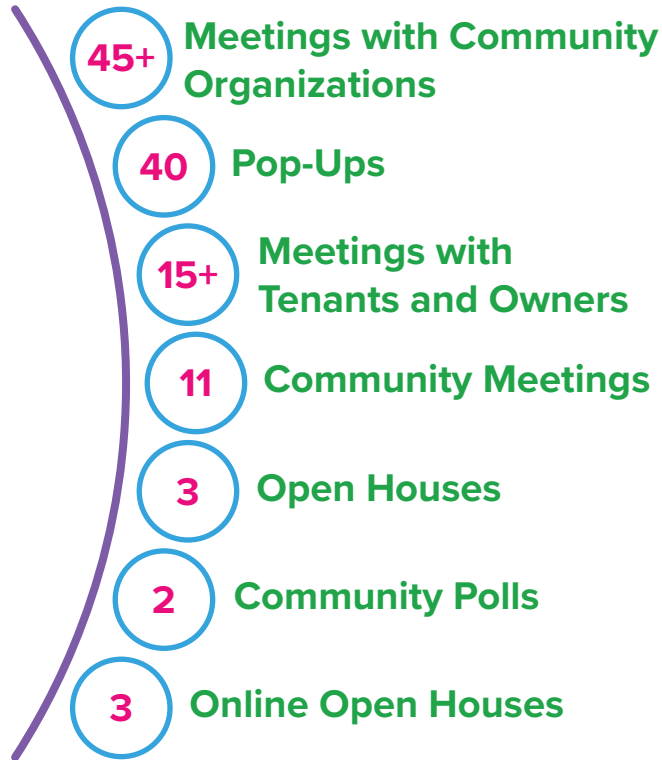 45+
Meetings with Community
Organizations
40
Pop-Ups
15+
Meetings with
Tenants and Owners
11
Community Meetings
3
Open Houses
2
Community Polls
3
Online Open Houses